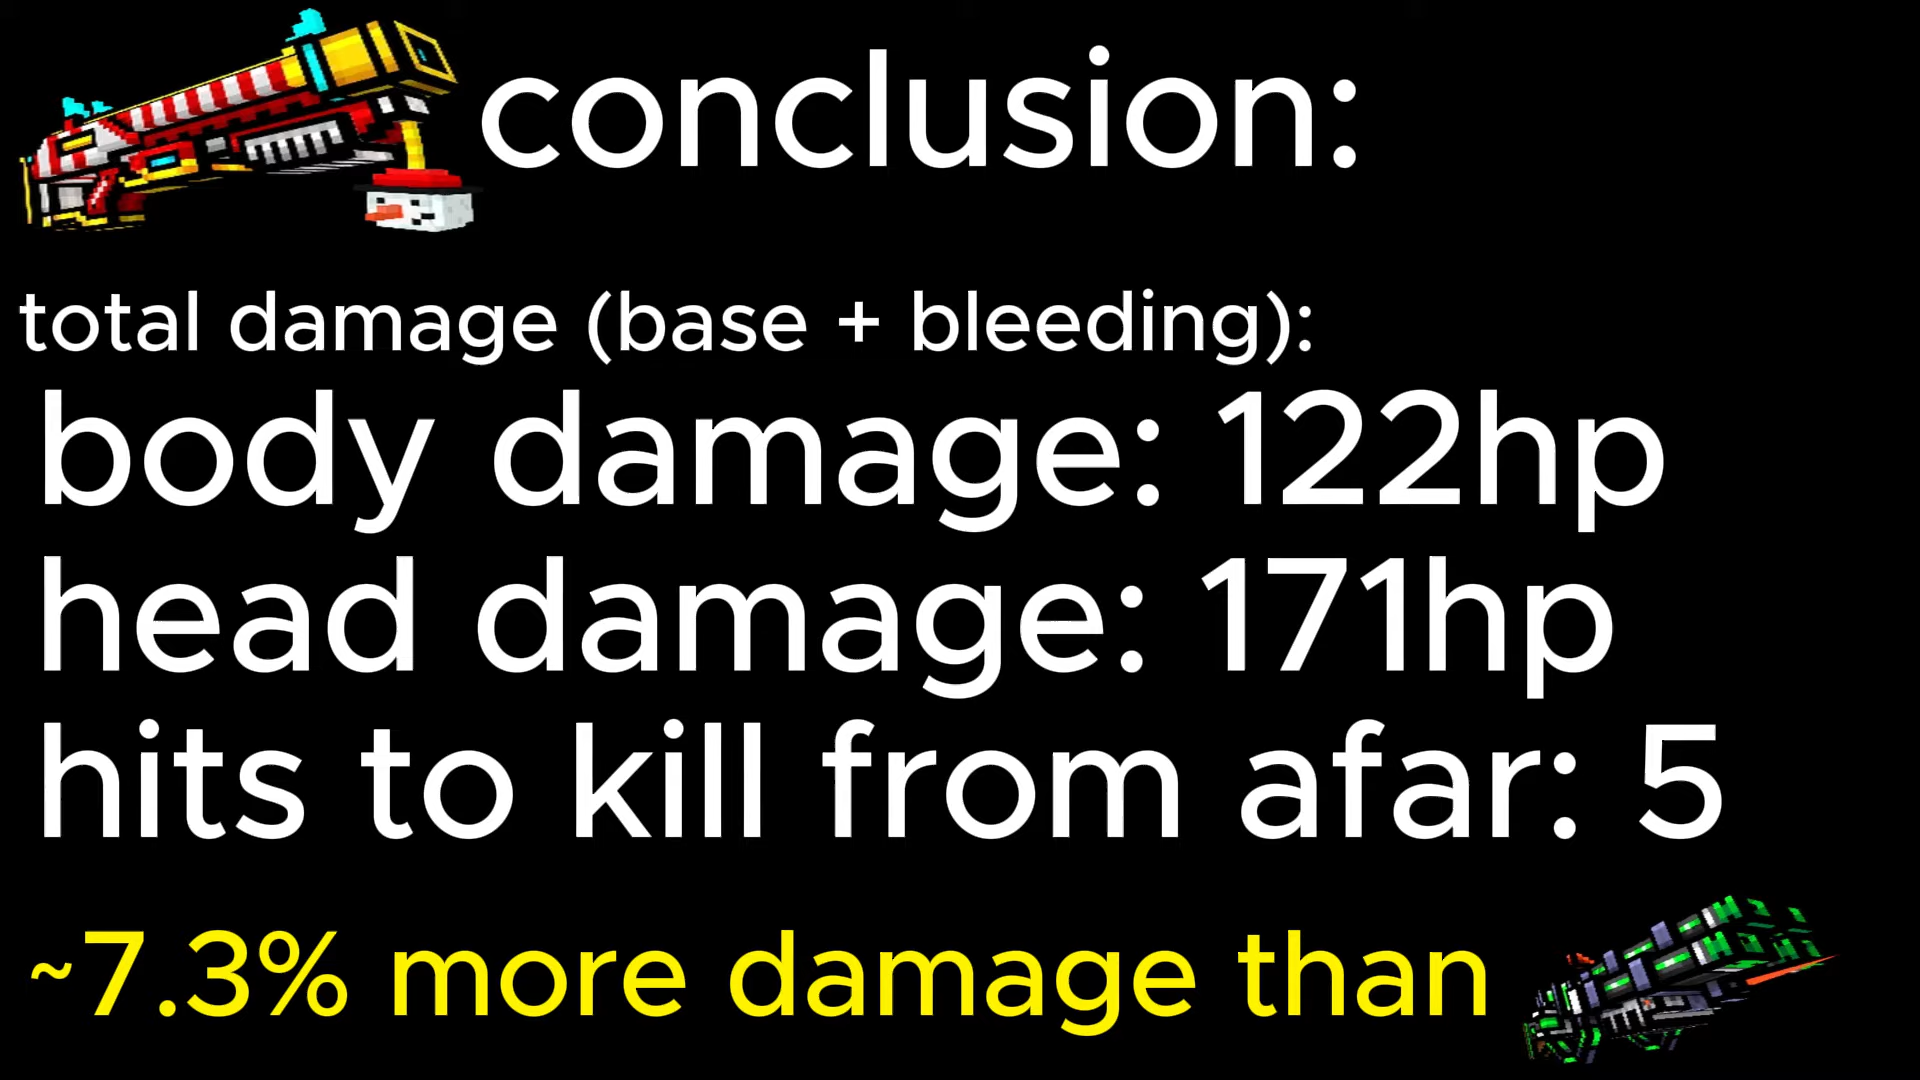 conclusion:
total damage (base + bleeding):
body damage: 122hp
head damage: 171hp
hits to kill from afar: 5
~7.3% more damage than